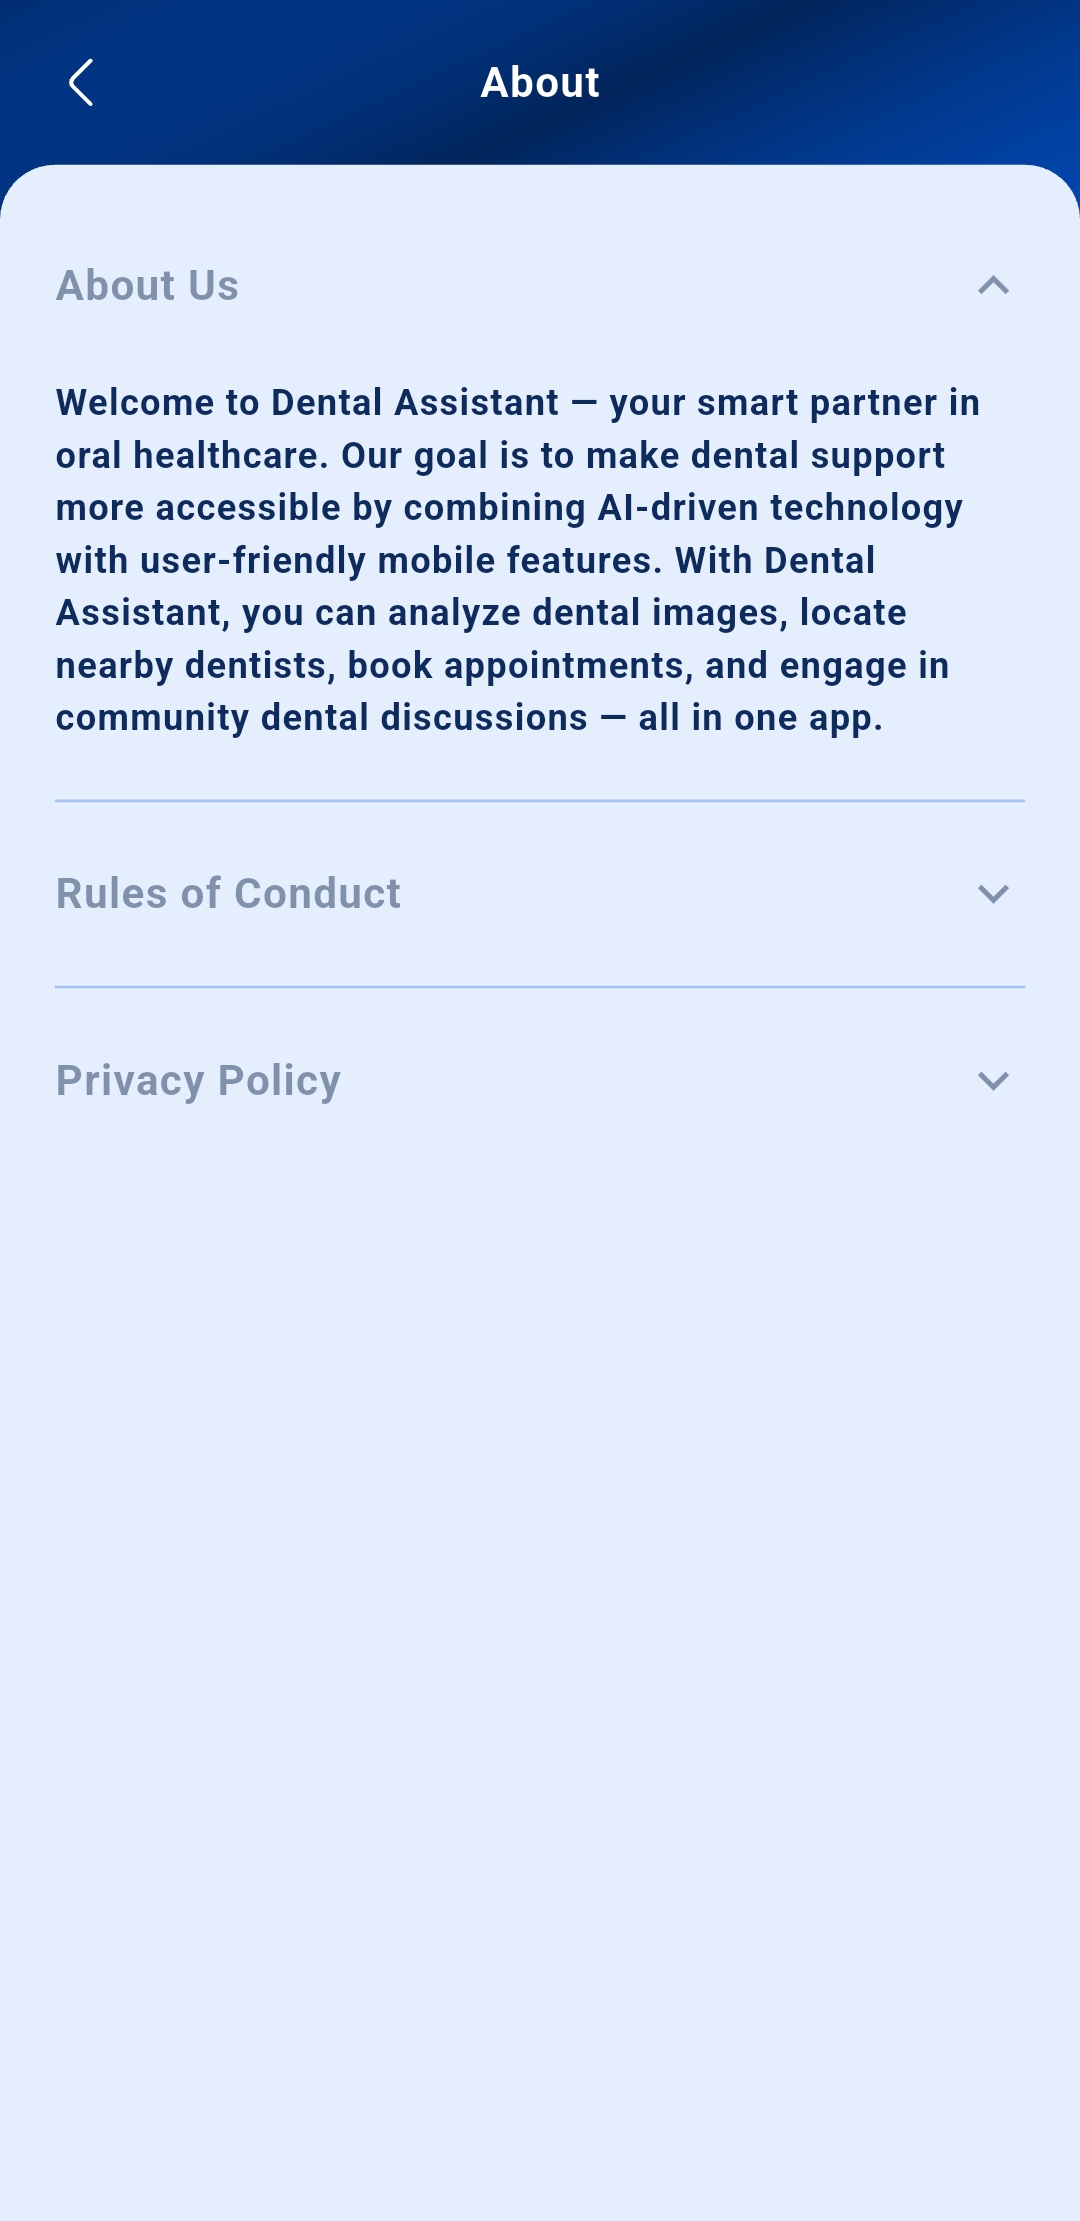 About
About Us
Welcome to Dental Assistant — your smart partner in
oral healthcare. Our goal is to make dental support
more accessible by combining AI-driven technology
with user-friendly mobile features. With Dental
Assistant, you can analyze dental images, locate
nearby dentists, book appointments, and engage in
community dental discussions — all in one app.
Rules of Conduct
Privacy Policy